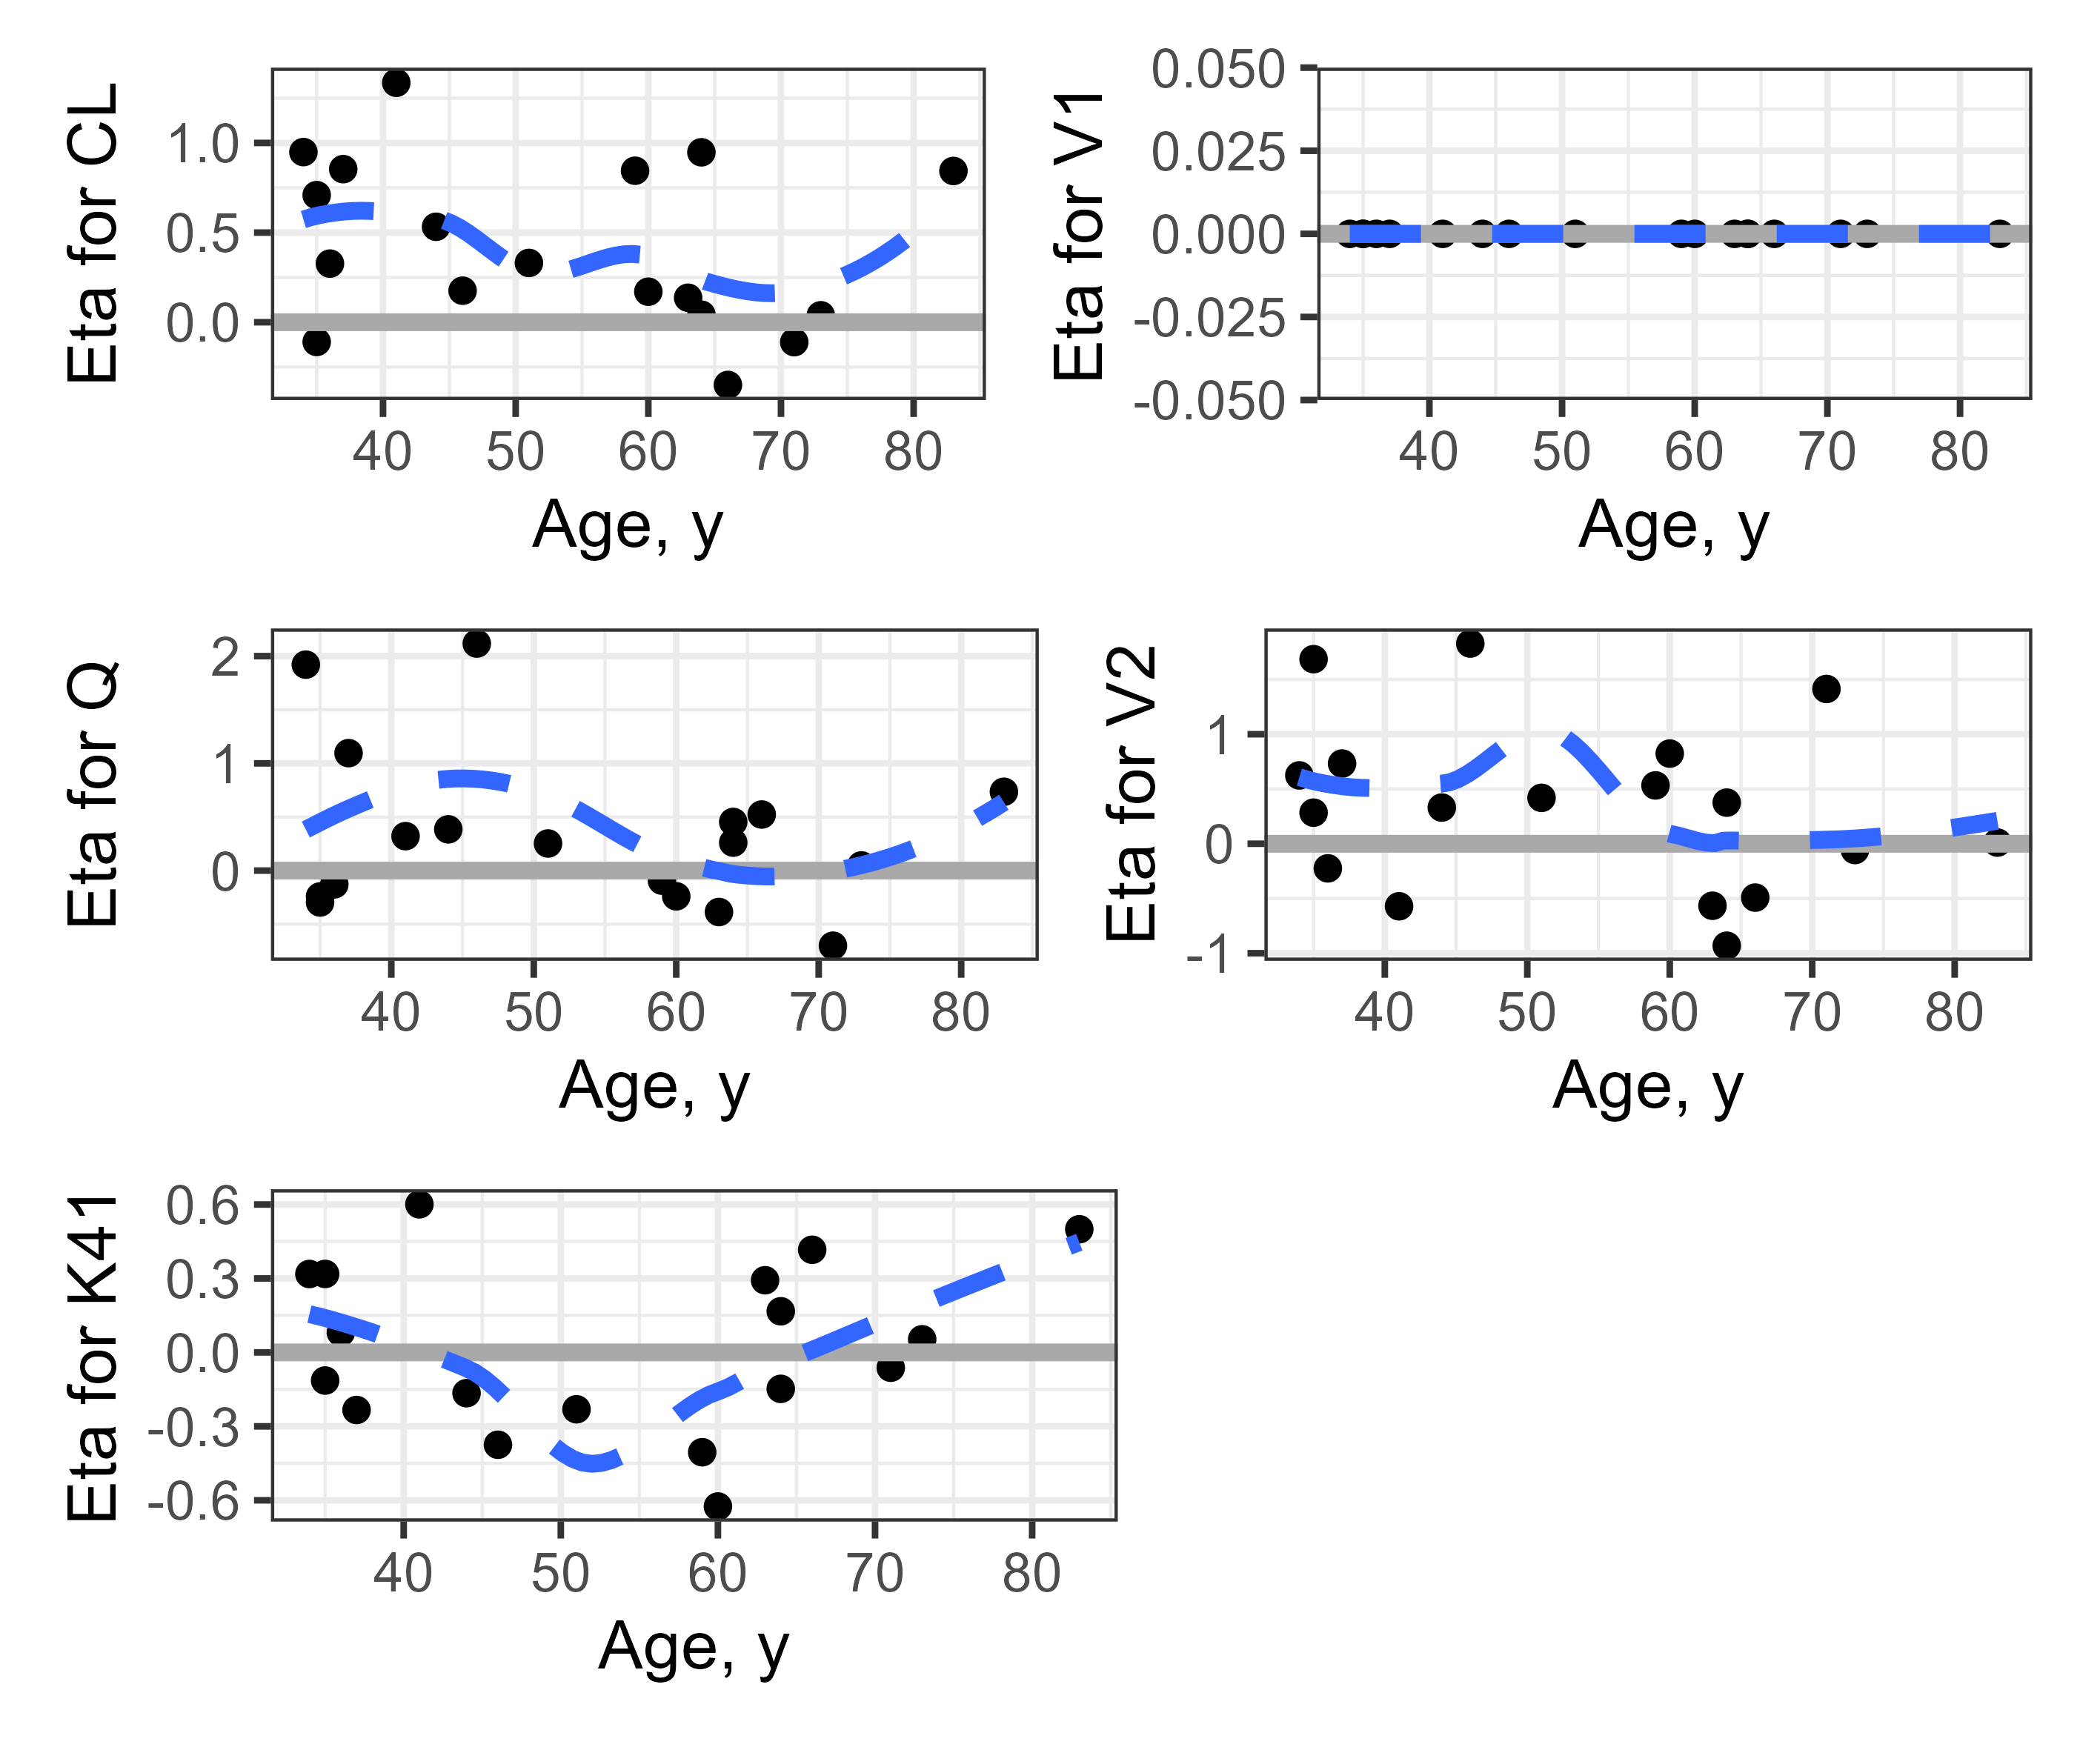 Eta for CL
1.0
0.5
0.0
40 50 60 70 80
Age, y
Eta for V1
0.050
0.025
0.000
-0.025
-0.050
40 50 60 70 80
Age, y
Eta for Q
2
1
0
40 50 60 70 80
Age, y
Eta for V2
1
0
-1
40 50 60 70 80
Age, y
Eta for K41
0.6
0.3
0.0
-0.3
-0.6
40 50 60 70 80
Age, y